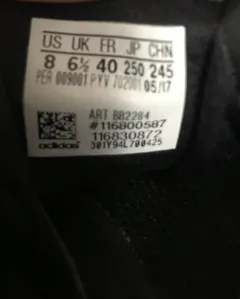 US UK FR JP CHN
8 6½ 40 250 245
PER 009001 PYV 702001 05/17
ART BB2284
#116800587
116830872
adidas 301Y94L700425